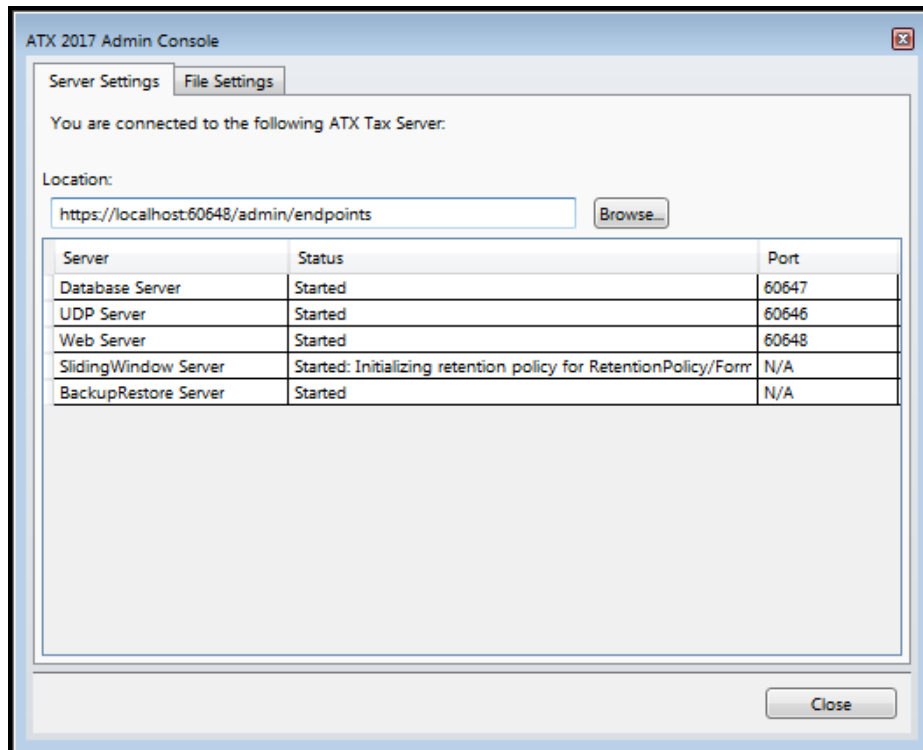 ATX 2017 Admin Console
Server Settings File Settings
You are connected to the following ATX Tax Server:
Location:
https://localhost:60648/admin/endpoints Browse...
Server Status Port
Database Server Started 60647
UDP Server Started 60646
Web Server Started 60648
SlidingWindow Server Started: Initializing retention policy for RetentionPolicy/Form N/A
BackupRestore Server Started N/A
Close